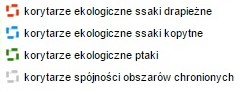 korytarze ekologiczne ssaki drapieżne
korytarze ekologiczne ssaki kopytne
korytarze ekologiczne ptaki
korytarze spójności obszarów chronionych